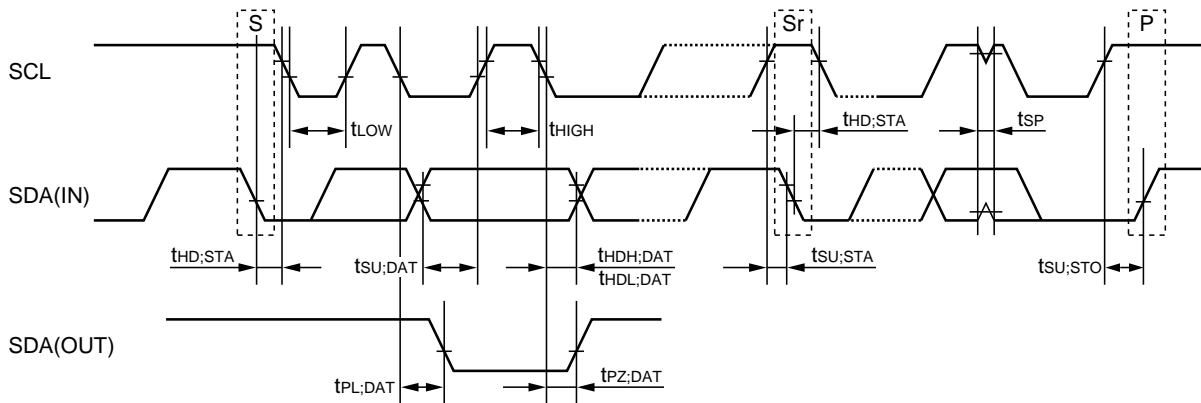 S Sr P
SCL
tLOW tHIGH tHD;STA tSP
SDA(IN)
tHD;STA tSU;DAT tHDH;DAT tSU;STA tSU;STO
tHDL;DAT
SDA(OUT)
tPL;DAT tPZ;DAT